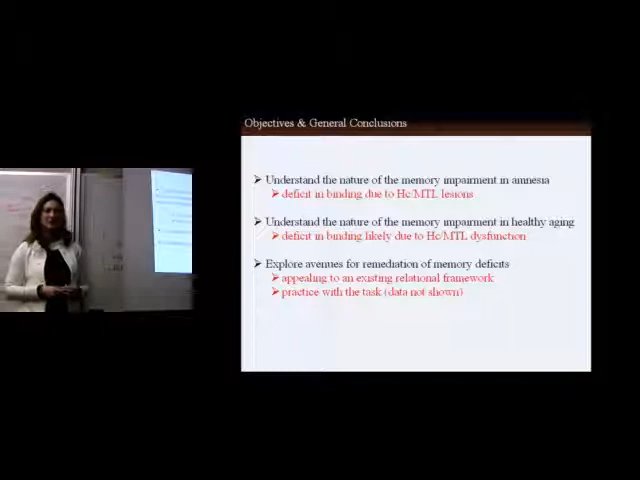 Objectives & General Conclusions
➢ Understand the nature of the memory impairment in amnesia
➢ deficit in binding due to Hc/MTL lesions
➢ Understand the nature of the memory impairment in healthy aging
➢ deficit in binding likely due to Hc/MTL dysfunction
➢ Explore avenues for remediation of memory deficits
➢ appealing to an existing relational framework
➢ practice with the task (data not shown)